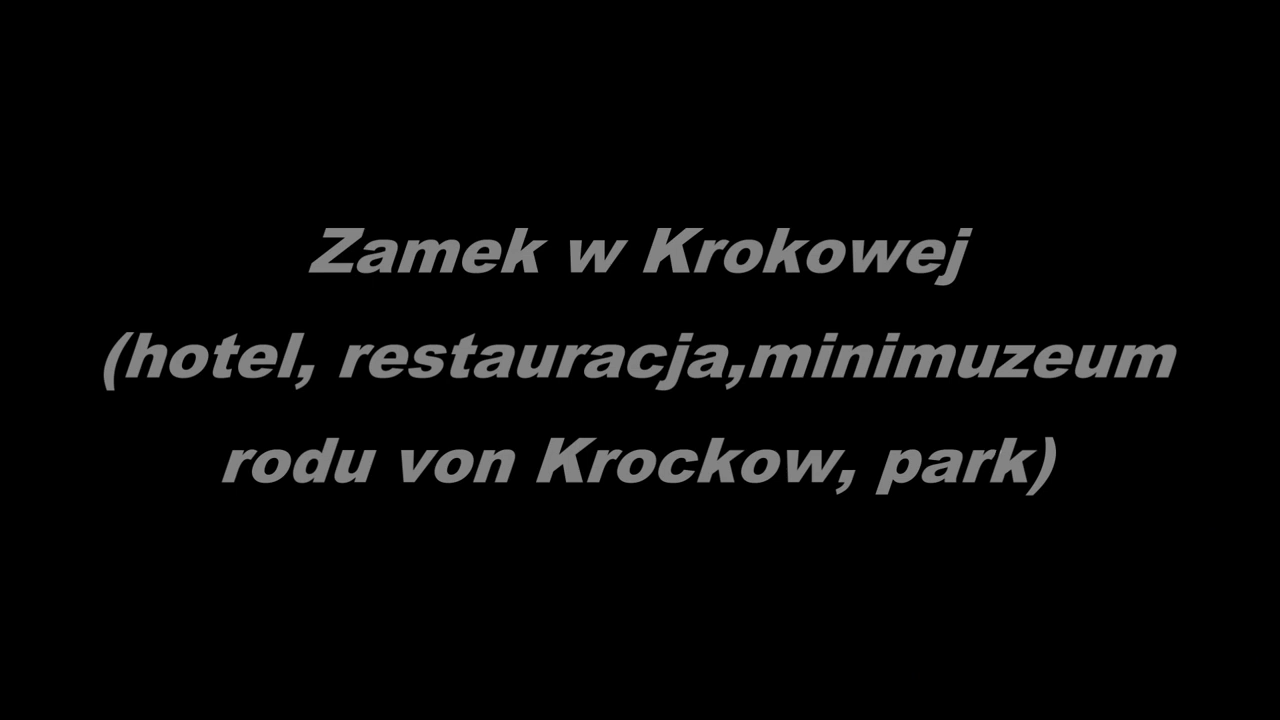 Zamek w Krokowej
(hotel, restauracja,minimuzeum
rodu von Krockow, park)